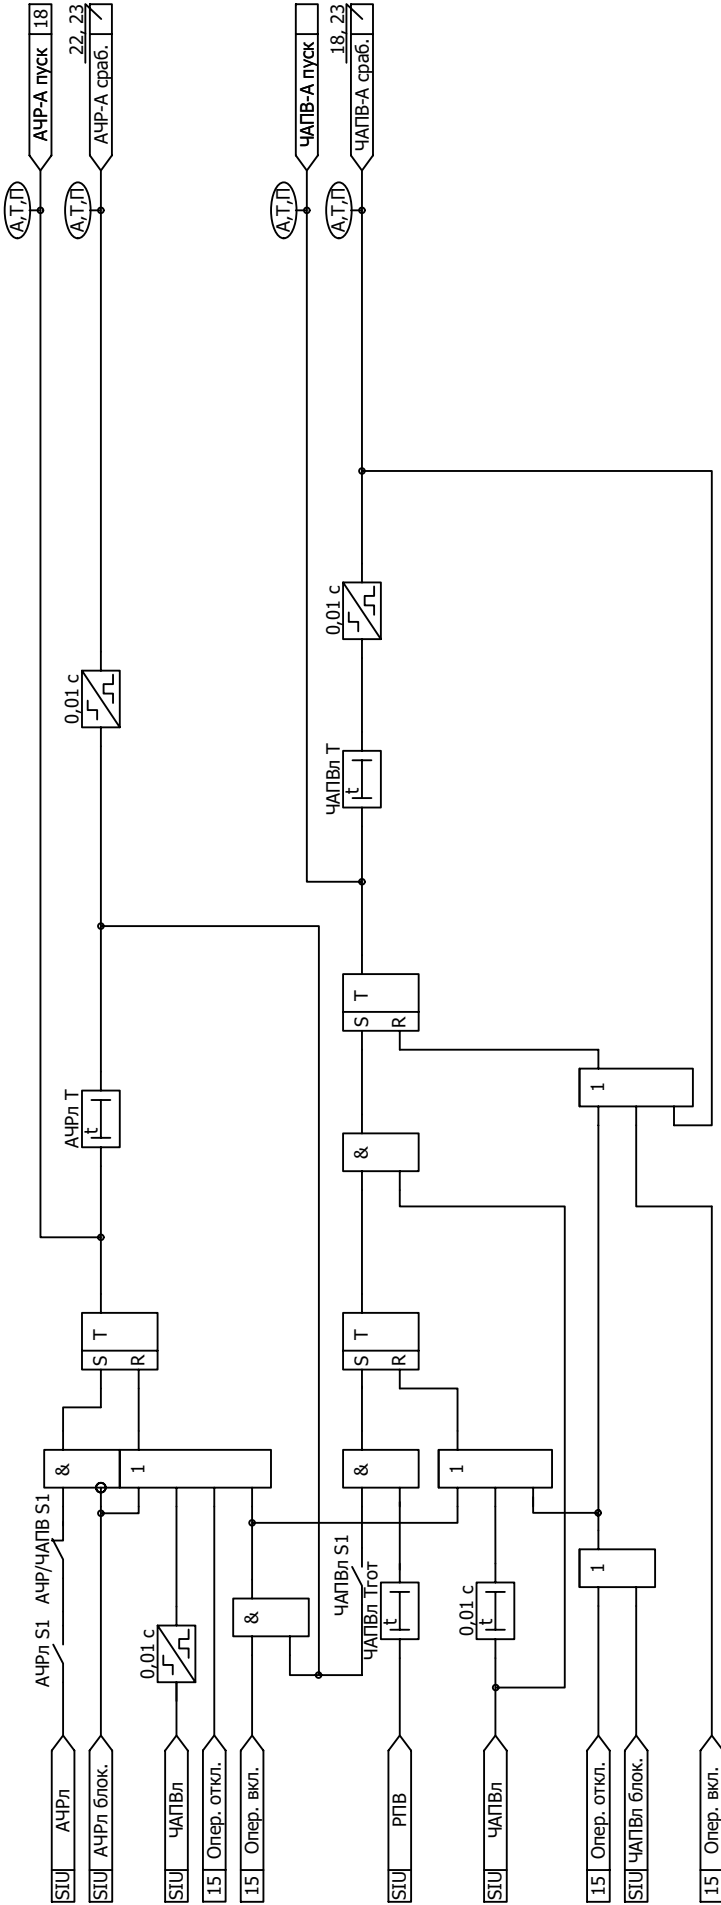 SIU АЧРл
SIU АЧРл блок.
SIU ЧАПВл
15 Опер. откл.
15 Опер. вкл.
SIU РПВ
SIU ЧАПВл
15 Опер. откл.
SIU ЧАПВл блок.
15 Опер. вкл.
АЧРл S1
АЧР/ЧАПВ S1
0,01 с
&
ЧАПВл S1
ЧАПВл Tгот
t
0,01 с
t
1
&
1
&
1
S T
R
S T
R
АЧРл T
t
&
1
S T
R
ЧАПВл T
t
0,01 с
0,01 с
А,Т,П
А,Т,П
А,Т,П
А,Т,П
АЧР-А пуск 18
АЧР-А сраб.
22, 23
ЧАПВ-А пуск
ЧАПВ-А сраб.
18, 23